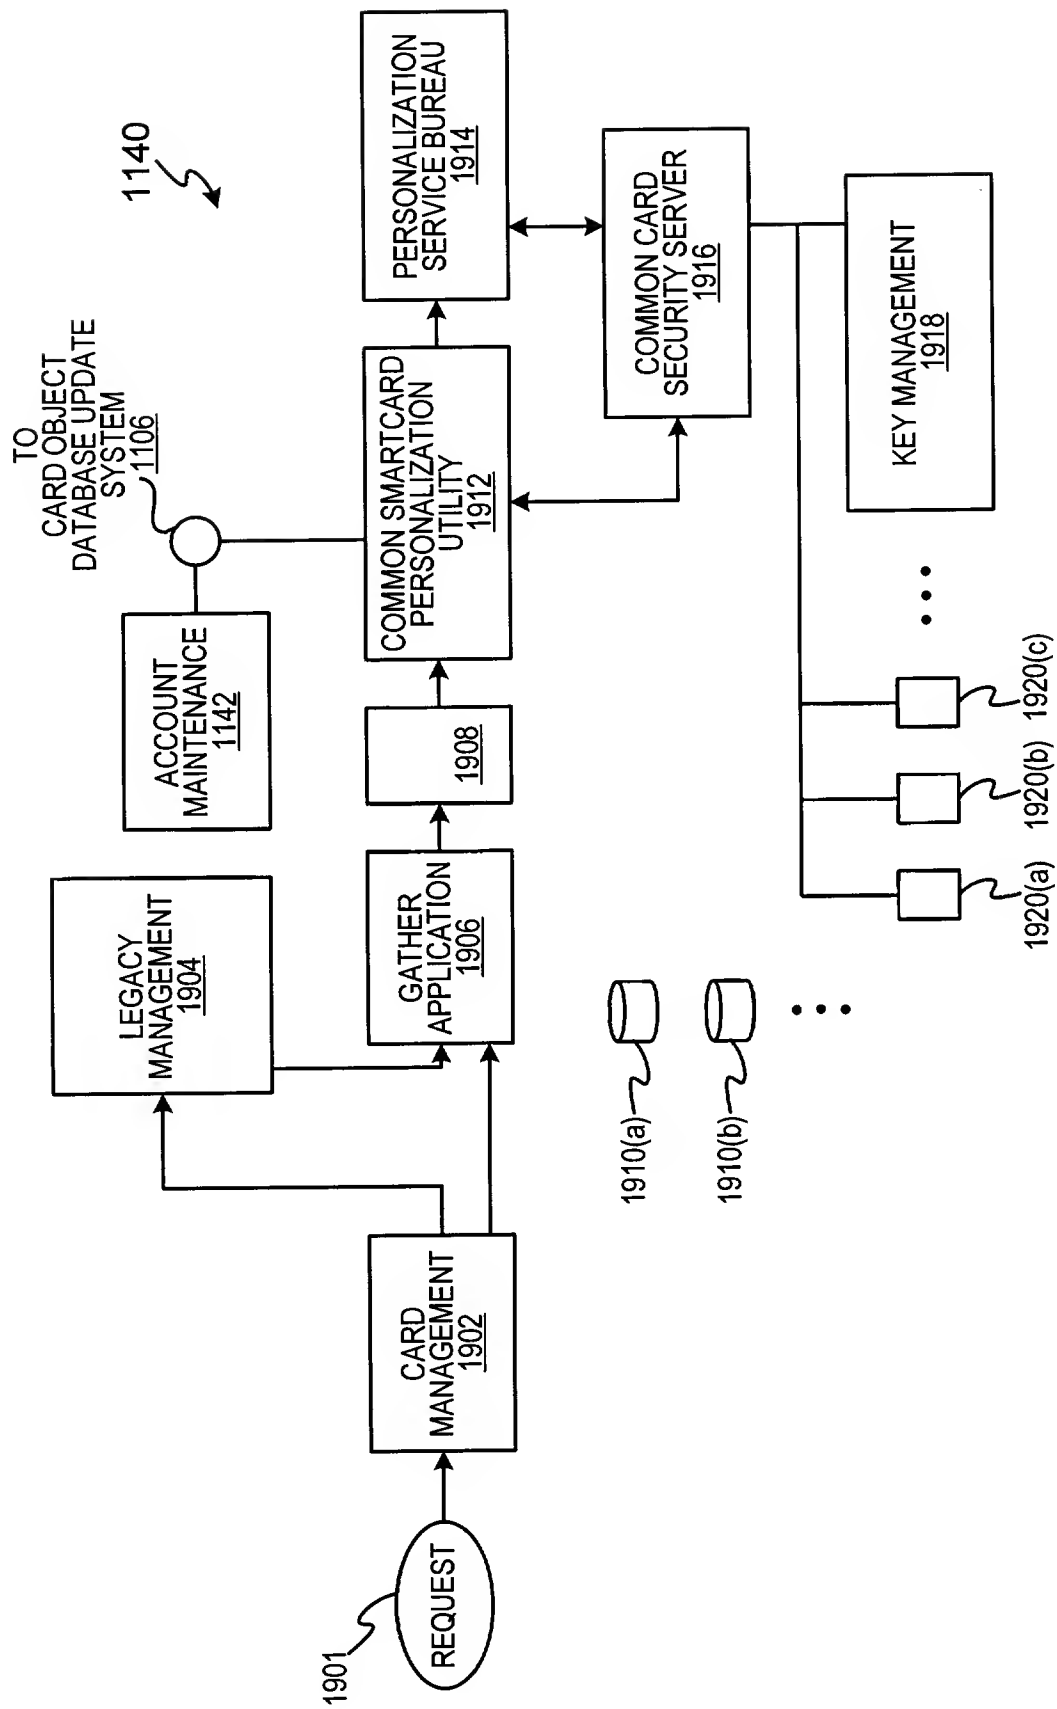 1140
TO
CARD OBJECT
DATABASE UPDATE
SYSTEM
1106
ACCOUNT
MAINTENANCE
1142
LEGACY
MANAGEMENT
1904
1901
REQUEST
CARD
MANAGEMENT
1902
GATHER
APPLICATION
1906
1908
COMMON SMARTCARD
PERSONALIZATION
UTILITY
1912
PERSONALIZATION
SERVICE BUREAU
1914
COMMON CARD
SECURITY SERVER
1916
1910(a)
1910(b)
KEY MANAGEMENT
1918
1920(a)
1920(b)
1920(c)